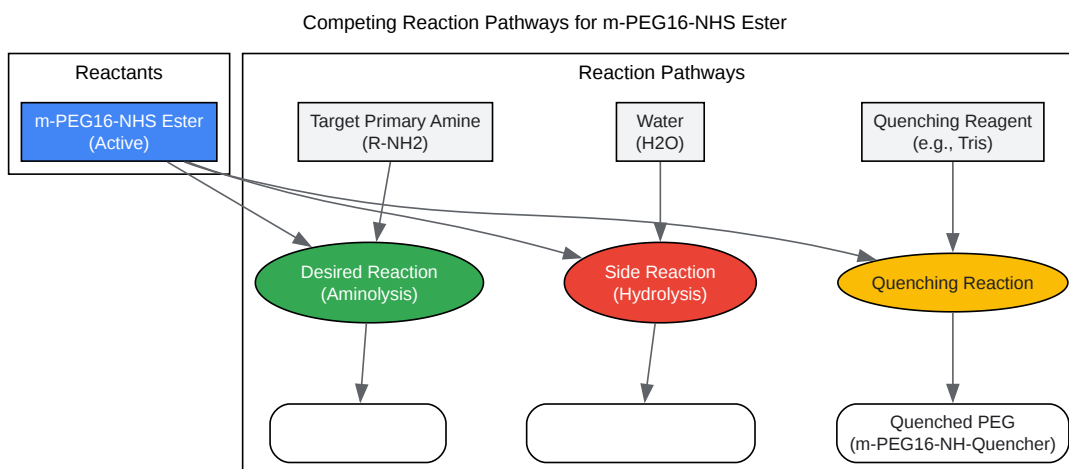 Competing Reaction Pathways for m-PEG16-NHS Ester
Reactants
Reaction Pathways
m-PEG16-NHS Ester
(Active)
Target Primary Amine
(R-NH2)
Water
(H2O)
Quenching Reagent
(e.g., Tris)
Desired Reaction
(Aminolysis)
Side Reaction
(Hydrolysis)
Quenching Reaction
Quenched PEG
(m-PEG16-NH-Quencher)